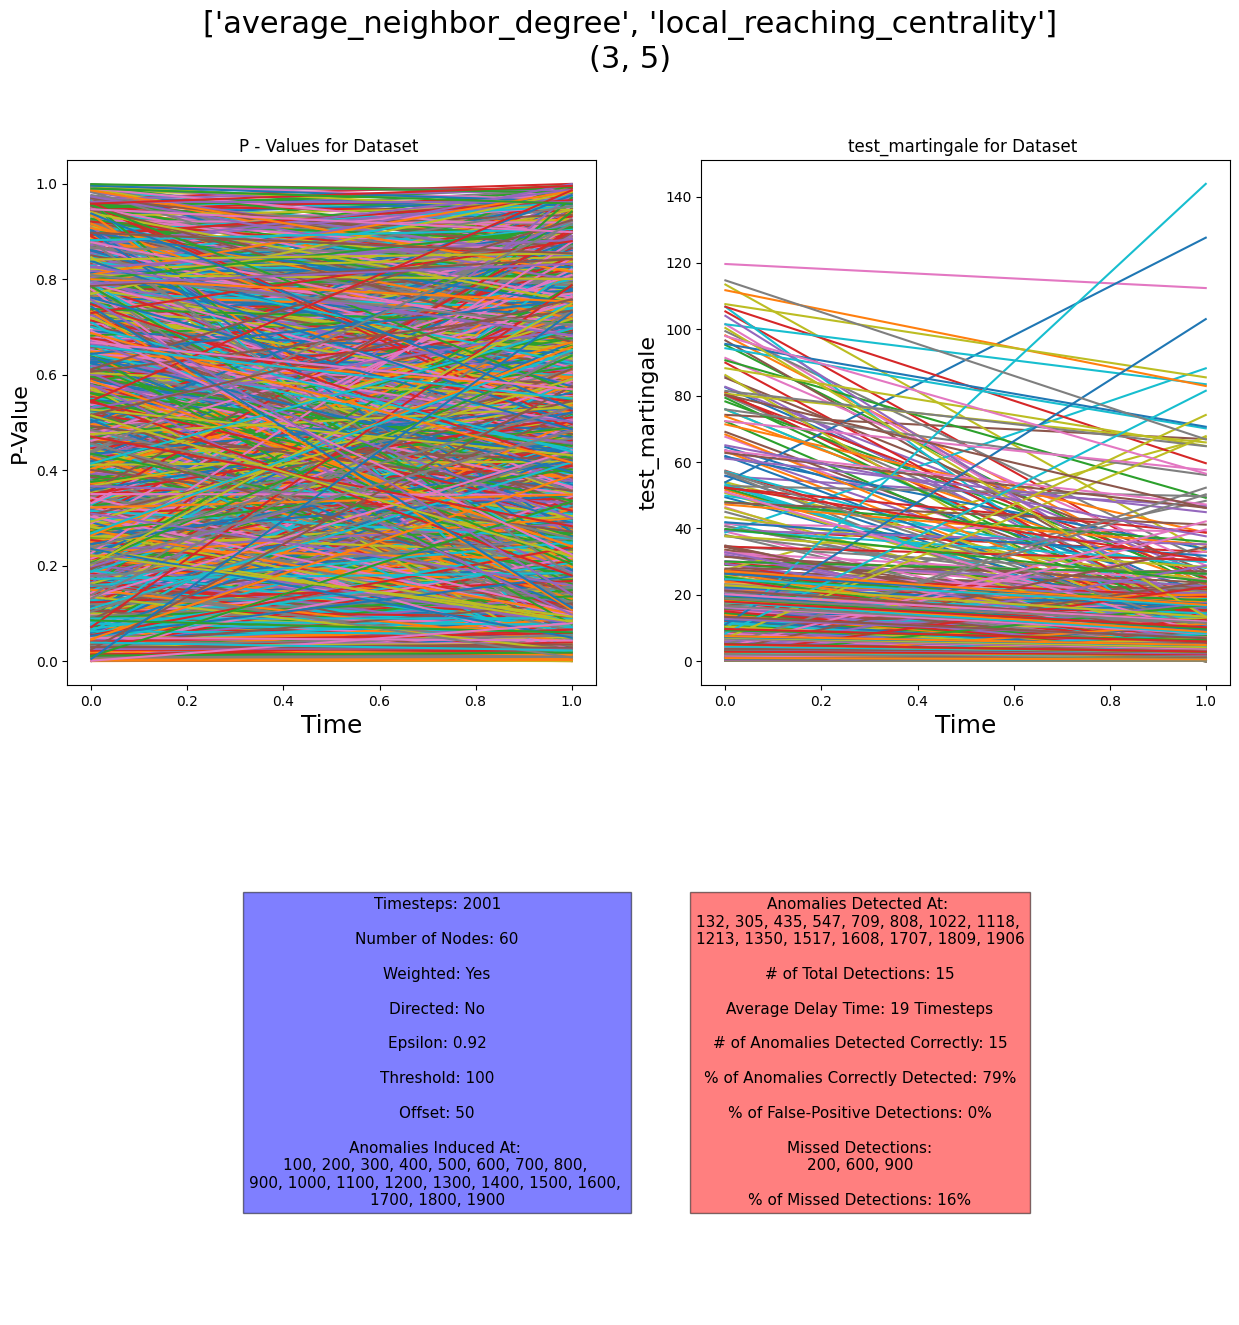 ['average_neighbor_degree', 'local_reaching_centrality']
(3, 5)
P - Values for Dataset
P-Value
1.0
0.8
0.6
0.4
0.2
0.0
0.0 0.2 0.4 0.6 0.8 1.0
Time
test_martingale for Dataset
test_martingale
140
120
100
80
60
40
20
0
0.0 0.2 0.4 0.6 0.8 1.0
Time
Timesteps: 2001
Number of Nodes: 60
Weighted: Yes
Directed: No
Epsilon: 0.92
Threshold: 100
Offset: 50
Anomalies Induced At:
100, 200, 300, 400, 500, 600, 700, 800,
900, 1000, 1100, 1200, 1300, 1400, 1500, 1600,
1700, 1800, 1900
Anomalies Detected At:
132, 305, 435, 547, 709, 808, 1022, 1118,
1213, 1350, 1517, 1608, 1707, 1809, 1906
# of Total Detections: 15
Average Delay Time: 19 Timesteps
# of Anomalies Detected Correctly: 15
% of Anomalies Correctly Detected: 79%
% of False-Positive Detections: 0%
Missed Detections:
200, 600, 900
% of Missed Detections: 16%